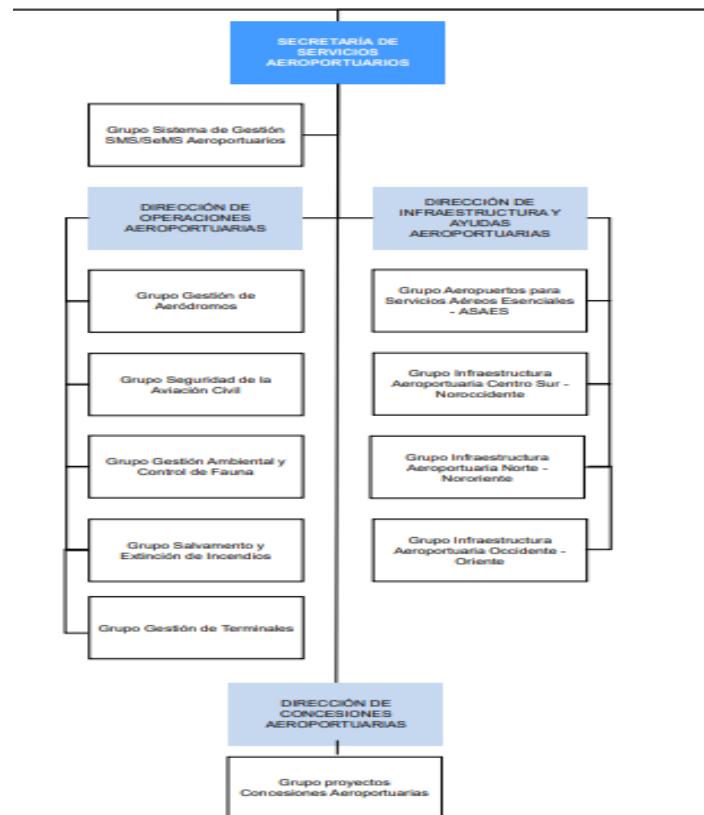 SECRETARÍA DE
SERVICIOS
AEROPORTUARIOS
Grupo Sistema de Gestión
SMS/SeMS Aeroportuarios
DIRECCIÓN DE
OPERACIONES
AEROPORTUARIAS
Grupo Gestión de
Aeródromos
Grupo Seguridad de la
Aviación Civil
Grupo Gestión Ambiental y
Control de Fauna
Grupo Salvamento y
Extinción de Incendios
Grupo Gestión de Terminales
DIRECCIÓN DE
INFRAESTRUCTURA Y
AYUDAS
AEROPORTUARIAS
Grupo Aeropuertos para
Servicios Aéreos Esenciales
- ASAES
Grupo Infraestructura
Aeroportuaria Centro Sur -
Noroccidente
Grupo Infraestructura
Aeroportuaria Norte -
Nororiente
Grupo Infraestructura
Aeroportuaria Occidente -
Oriente
DIRECCIÓN DE
CONCESIONES
AEROPORTUARIAS
Grupo proyectos
Concesiones Aeroportuarias